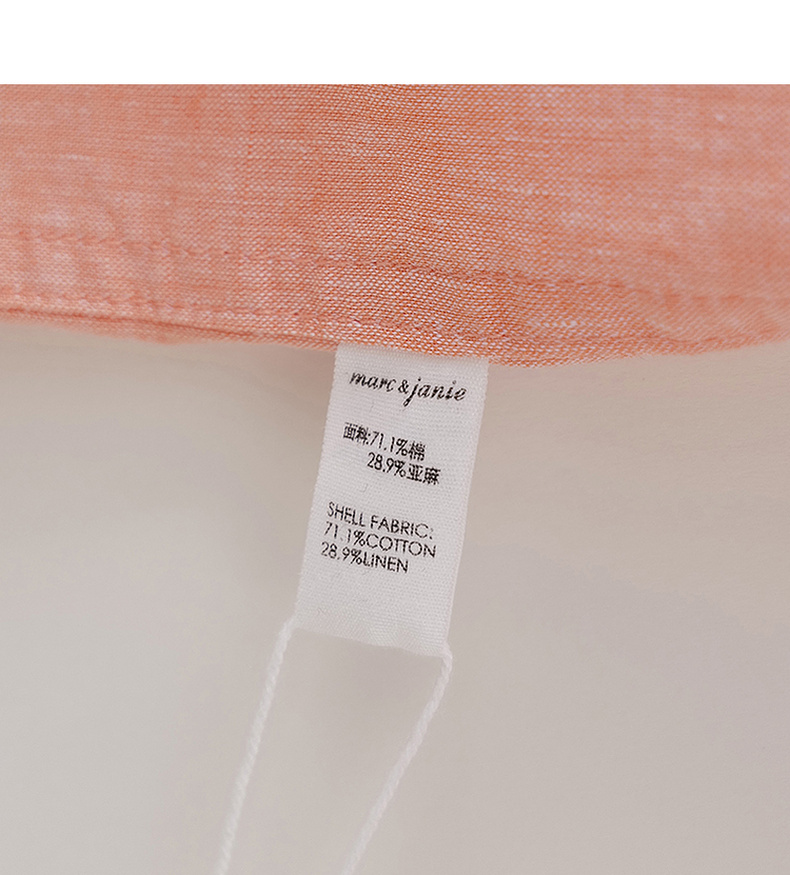 marc&janie
面料:71.1%棉
28.9%亚麻
SHELL FABRIC:
71.1%COTTON
28.9%LINEN